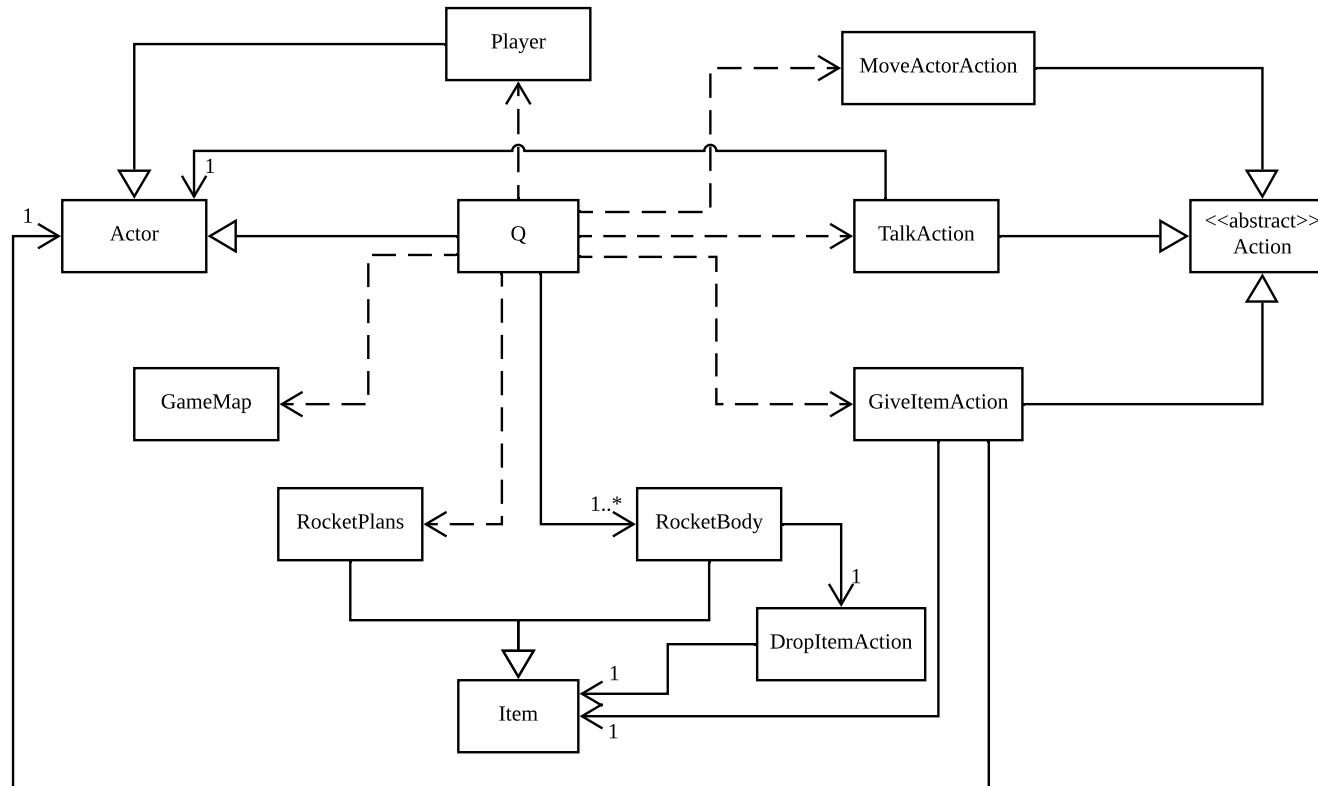 Player
MoveActorAction
1
1
Actor
Q
TalkAction
<<abstract>>
Action
GameMap
GiveItemAction
1..*
RocketPlans
RocketBody
1
DropItemAction
1
Item
1